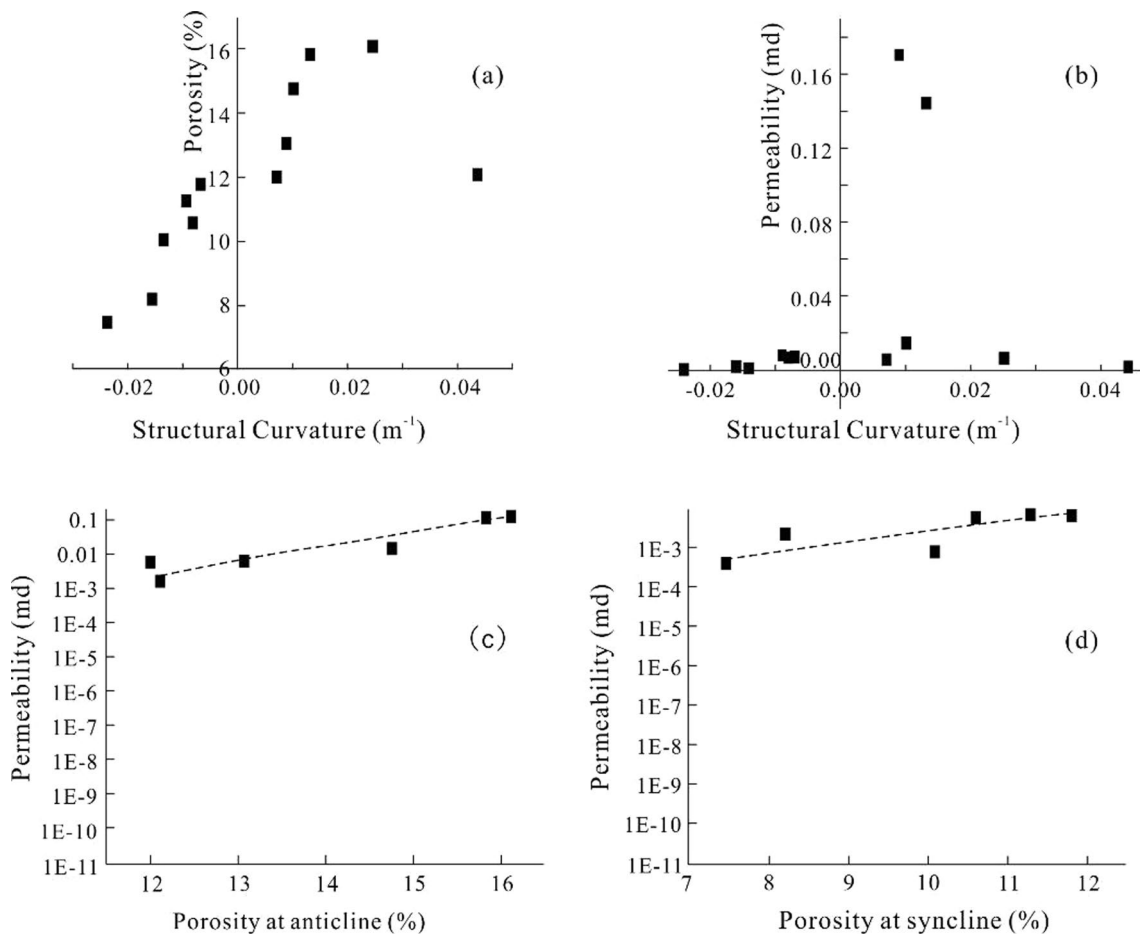 Porosity (%)
16
14
12
10
8
6
-0.02
0.00
0.02
0.04
Structural Curvature (m-1)
(a)
Permeability (md)
0.16
0.12
0.08
0.04
0.00
-0.02
0.00
0.02
0.04
Structural Curvature (m-1)
(b)
Permeability (md)
0.1
0.01
1E-3
1E-4
1E-5
1E-6
1E-7
1E-8
1E-9
1E-10
1E-11
12
13
14
15
16
Porosity at anticline (%)
(c)
Permeability (md)
1E-3
1E-4
1E-5
1E-6
1E-7
1E-8
1E-9
1E-10
1E-11
7
8
9
10
11
12
Porosity at syncline (%)
(d)